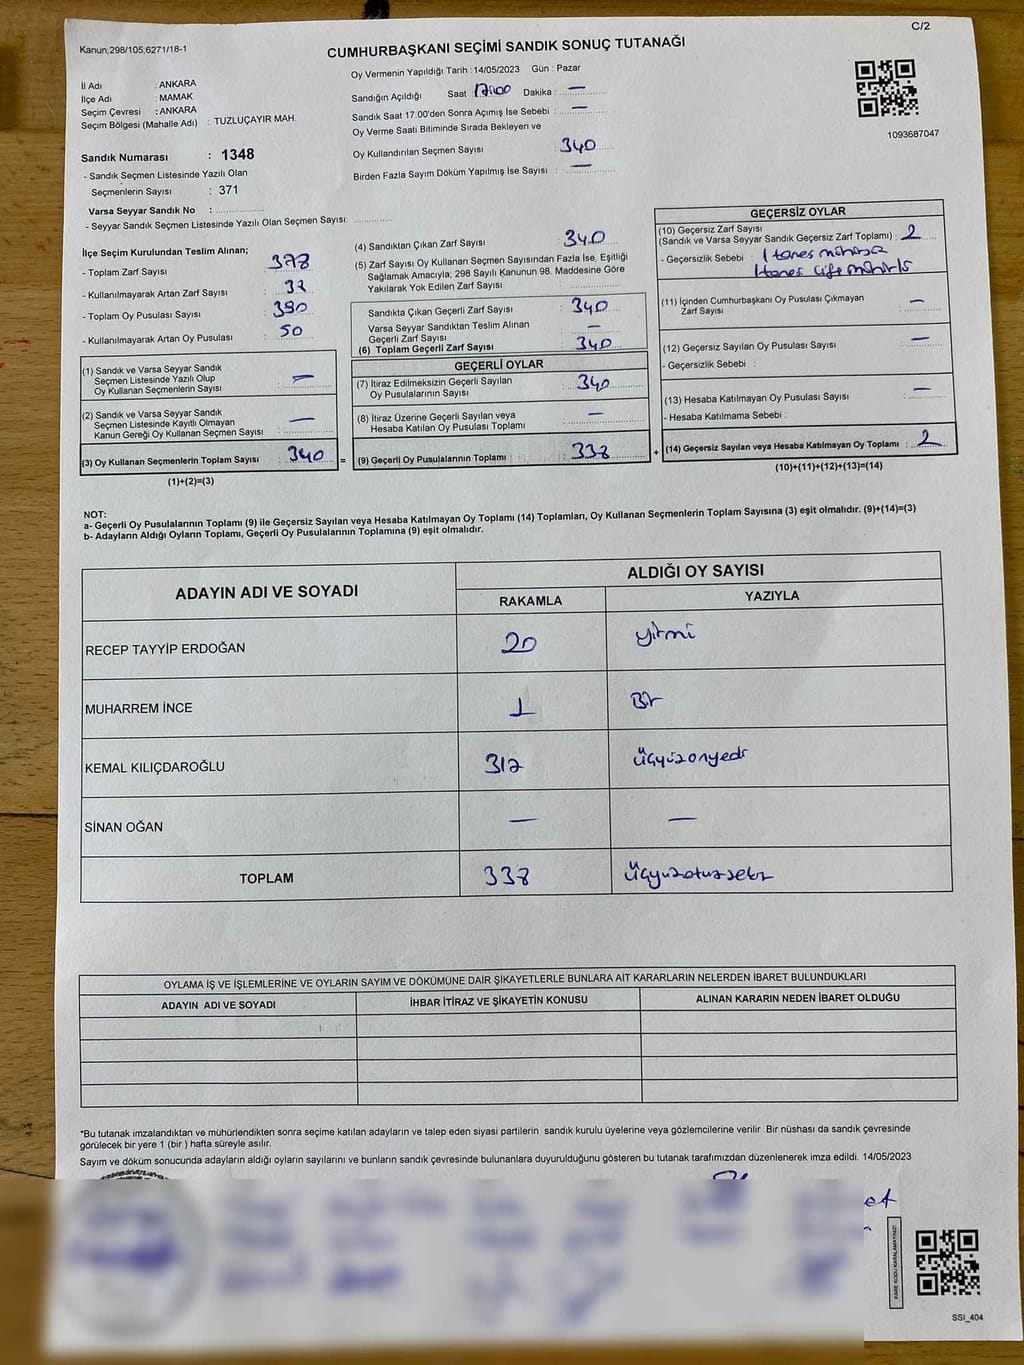 C/2
Kanun;298/105;6271/18-1
CUMHURBAŞKANI SEÇİMİ SANDIK SONUÇ TUTANAĞI
İl Adı : ANKARA
İlçe Adı : MAMAK
Seçim Çevresi : ANKARA
Seçim Bölgesi (Mahalle Adı) : TUZLUÇAYIR MAH.
Sandık Numarası : 1348
- Sandık Seçmen Listesinde Yazılı Olan
Seçmenlerin Sayısı : 371
Varsa Seyyar Sandık No :
- Seyyar Sandık Seçmen Listesinde Yazılı Olan Seçmen Sayısı:
Oy Vermenin Yapıldığı Tarih : 14/05/2023 Gün : Pazar
Sandığın Açıldığı Saat 17:00 Dakika : —
Sandık Saat 17:00'den Sonra Açımış İse Sebebi : —
Oy Verme Saati Bitiminde Sırada Bekleyen ve
Oy Kullandırılan Seçmen Sayısı : 340
Birden Fazla Sayım Döküm Yapılmış İse Sayısı : —
1093687047
İlçe Seçim Kurulundan Teslim Alınan;
- Toplam Zarf Sayısı : 378
- Kullanılmayarak Artan Zarf Sayısı :
- Toplam Oy Pusulası Sayısı : 390
- Kullanılmayarak Artan Oy Pusulası : 50
(1) Sandık ve Varsa Seyyar Sandık
Seçmen Listesinde Yazılı Olup
Oy Kullanan Seçmenlerin Sayısı : —
(2) Sandık ve Varsa Seyyar Sandık
Seçmen Listesinde Kayıtlı Olmayan
Kanun Gereği Oy Kullanan Seçmen Sayısı : —
(3) Oy Kullanan Seçmenlerin Toplam Sayısı : 340 =
(1)+(2)=(3)
(4) Sandıktan Çıkan Zarf Sayısı : 340
(5) Zarf Sayısı Oy Kullanan Seçmen Sayısından Fazla İse, Eşitliği
Sağlamak Amacıyla; 298 Sayılı Kanunun 98. Maddesine Göre
Yakılarak Yok Edilen Zarf Sayısı :
Sandıkta Çıkan Geçerli Zarf Sayısı : 340
Varsa Seyyar Sandıktan Teslim Alınan
Geçerli Zarf Sayısı : —
(6) Toplam Geçerli Zarf Sayısı : 340
GEÇERLİ OYLAR
(7) İtiraz Edilmeksizin Geçerli Sayılan
Oy Pusulalarının Sayısı : 340
(8) İtiraz Üzerine Geçerli Sayılan veya
Hesaba Katılan Oy Pusulası Toplamı : —
(9) Geçerli Oy Pusulalarının Toplamı : 338 +
GEÇERSİZ OYLAR
(10) Geçersiz Zarf Sayısı
(Sandık ve Varsa Seyyar Sandık Geçersiz Zarf Toplamı) : 2
- Geçersizlik Sebebi : 1 tanes
1 tanes çift mühürlü
(11) İçinden Cumhurbaşkanı Oy Pusulası Çıkmayan
Zarf Sayısı : —
(12) Geçersiz Sayılan Oy Pusulası Sayısı : —
- Geçersizlik Sebebi :
(13) Hesaba Katılmayan Oy Pusulası Sayısı : —
- Hesaba Katılmama Sebebi :
(14) Geçersiz Sayılan veya Hesaba Katılmayan Oy Toplamı : 2
(10)+(11)+(12)+(13)=(14)
NOT:
a- Geçerli Oy Pusulalarının Toplamı (9) ile Geçersiz Sayılan veya Hesaba Katılmayan Oy Toplamı (14) Toplamları, Oy Kullanan Seçmenlerin Toplam Sayısına (3) eşit olmalıdır. (9)+(14)=(3)
b- Adayların Aldığı Oyların Toplamı, Geçerli Oy Pusulalarının Toplamına (9) eşit olmalıdır.
ADAYIN ADI VE SOYADI
ALDIĞI OY SAYISI
RAKAMLA YAZIYLA
RECEP TAYYİP ERDOĞAN 20 yirmi
MUHARREM İNCE 1 Bir
KEMAL KILIÇDAROĞLU 317 üçyüzonyedi
SİNAN OĞAN — —
TOPLAM 338 üçyüzotuzsekiz
OYLAMA İŞ VE İŞLEMLERİNE VE OYLARIN SAYIM VE DÖKÜMÜNE DAİR ŞİKAYETLERLE BUNLARA AİT KARARLARIN NELERDEN İBARET BULUNDUKLARI
ADAYIN ADI VE SOYADI İHBAR İTİRAZ VE ŞİKAYETİN KONUSU ALINAN KARARIN NEDEN İBARET OLDUĞU
*Bu tutanak imzalandıktan ve mühürlendikten sonra seçime katılan adayların ve talep eden siyasi partilerin sandık kurulu üyelerine veya gözlemcilerine verilir .Bir nüshası da sandık çevresinde
görülecek bir yere 1 (bir ) hafta süreyle asılır.
Sayım ve döküm sonucunda adayların aldığı oyların sayılarını ve bunların sandık çevresinde bulunanlara duyurulduğunu gösteren bu tutanak tarafımızdan düzenlenerek imza edildi. 14/05/2023
KARE KODU KARALAMAYINIZ!
SSI_404